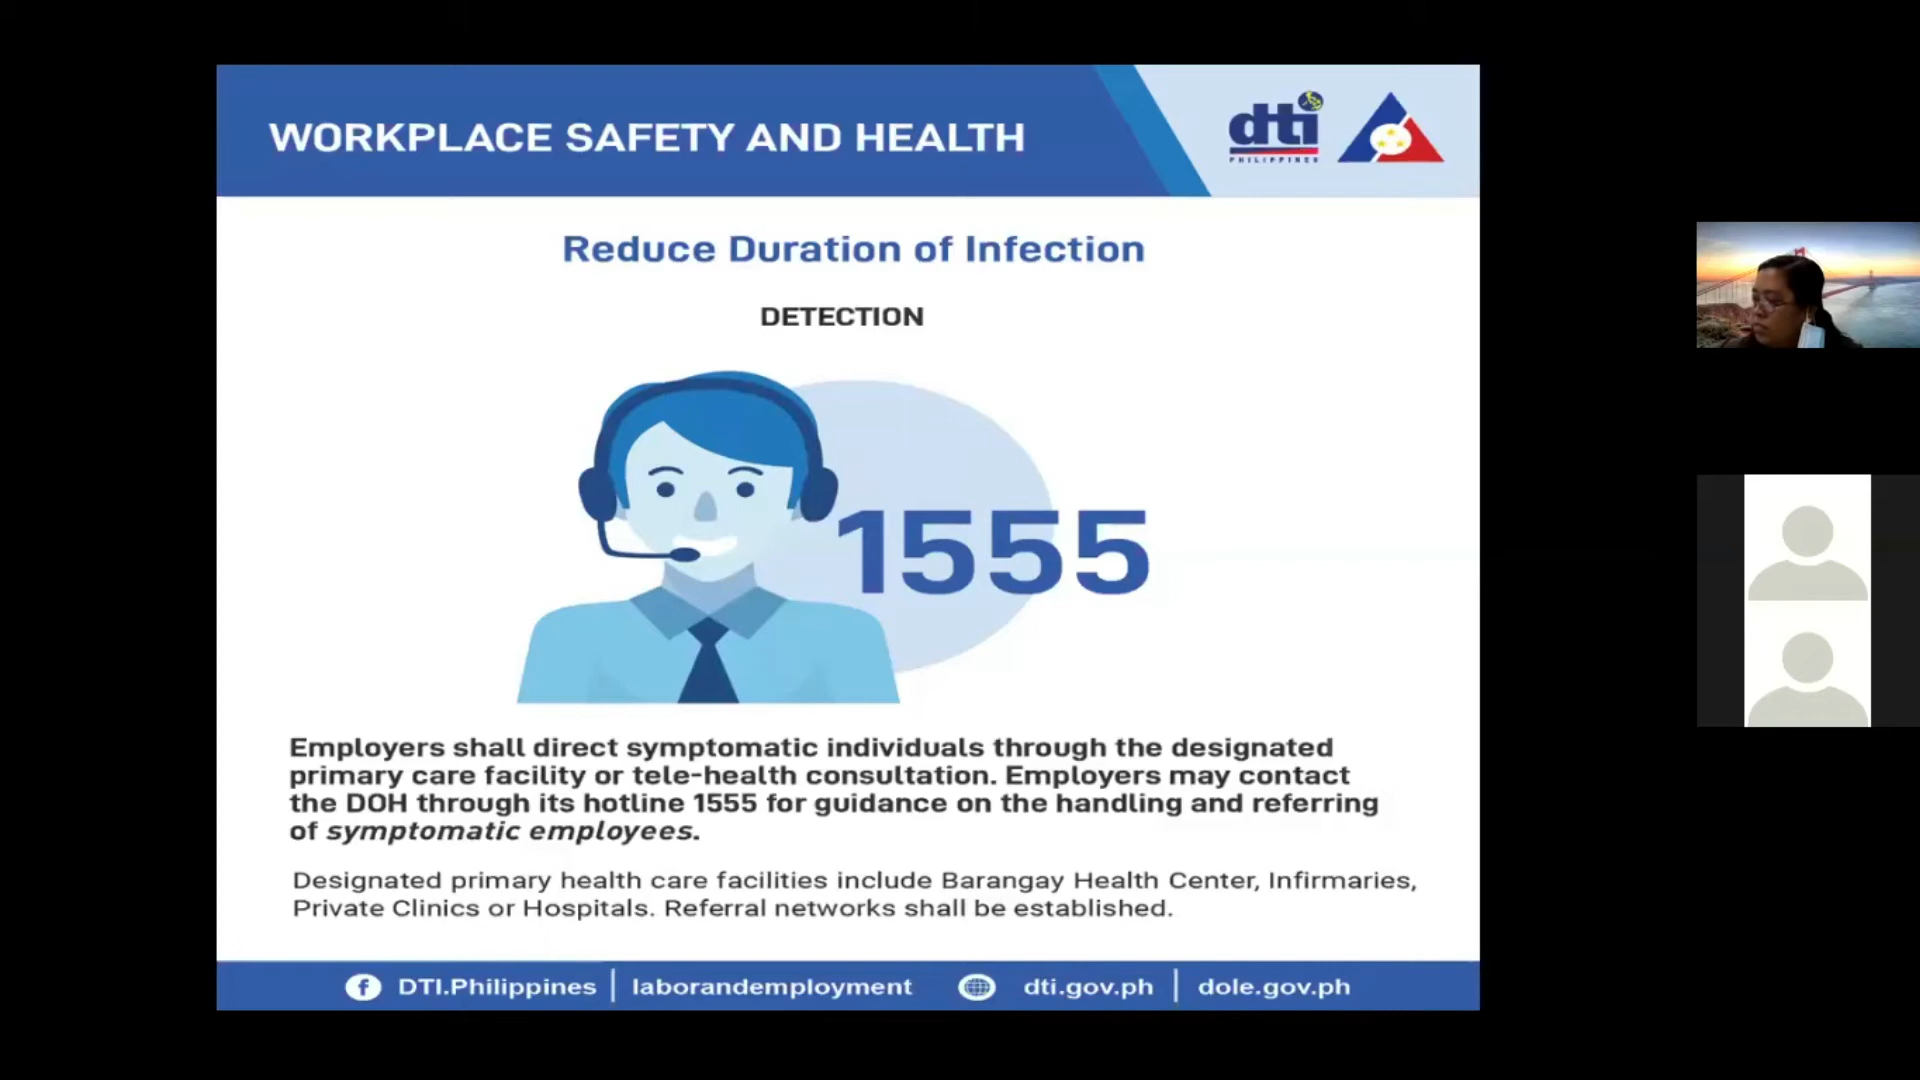 WORKPLACE SAFETY AND HEALTH
dti
PHILIPPINES
Reduce Duration of Infection
DETECTION
1555
Employers shall direct symptomatic individuals through the designated
primary care facility or tele-health consultation. Employers may contact
the DOH through its hotline 1555 for guidance on the handling and referring
of symptomatic employees.
Designated primary health care facilities include Barangay Health Center, Infirmaries,
Private Clinics or Hospitals. Referral networks shall be established.
f DTI.Philippines | laborandemployment dti.gov.ph | dole.gov.ph